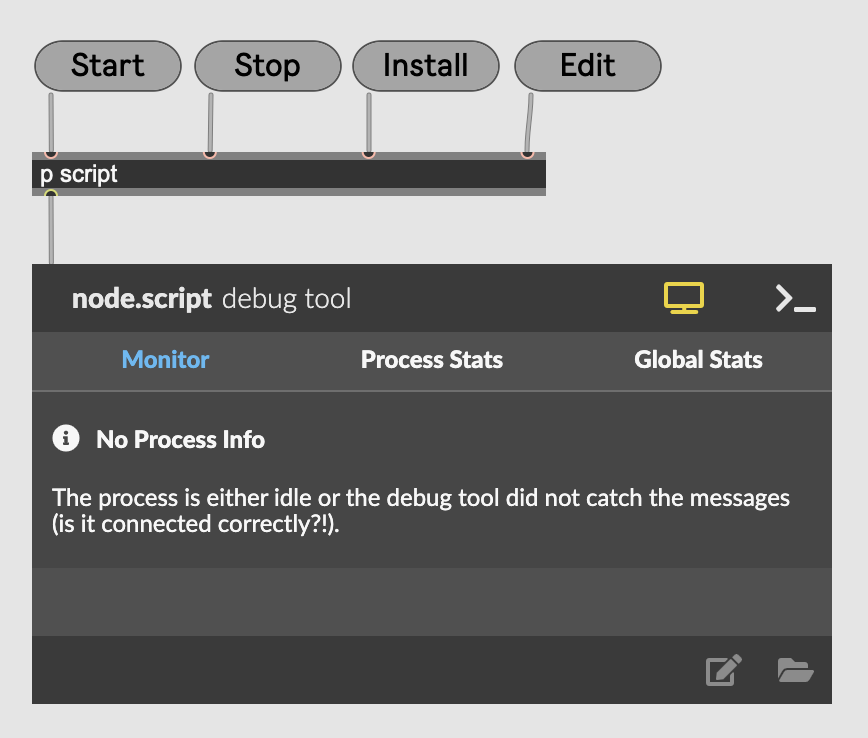 Start Stop Install Edit
p script
node.script debug tool
Monitor Process Stats Global Stats
No Process Info
The process is either idle or the debug tool did not catch the messages
(is it connected correctly?!).